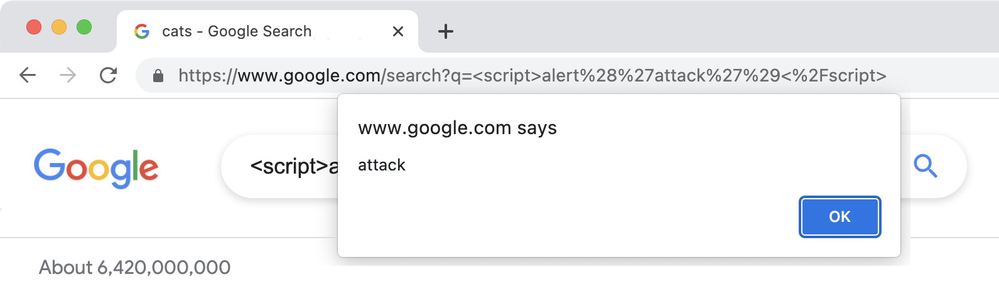 cats - Google Search
https://www.google.com/search?q=<script>alert%28%27attack%27%29<%2Fscript>
www.google.com says
Google
<script>a
attack
OK
About 6,420,000,000